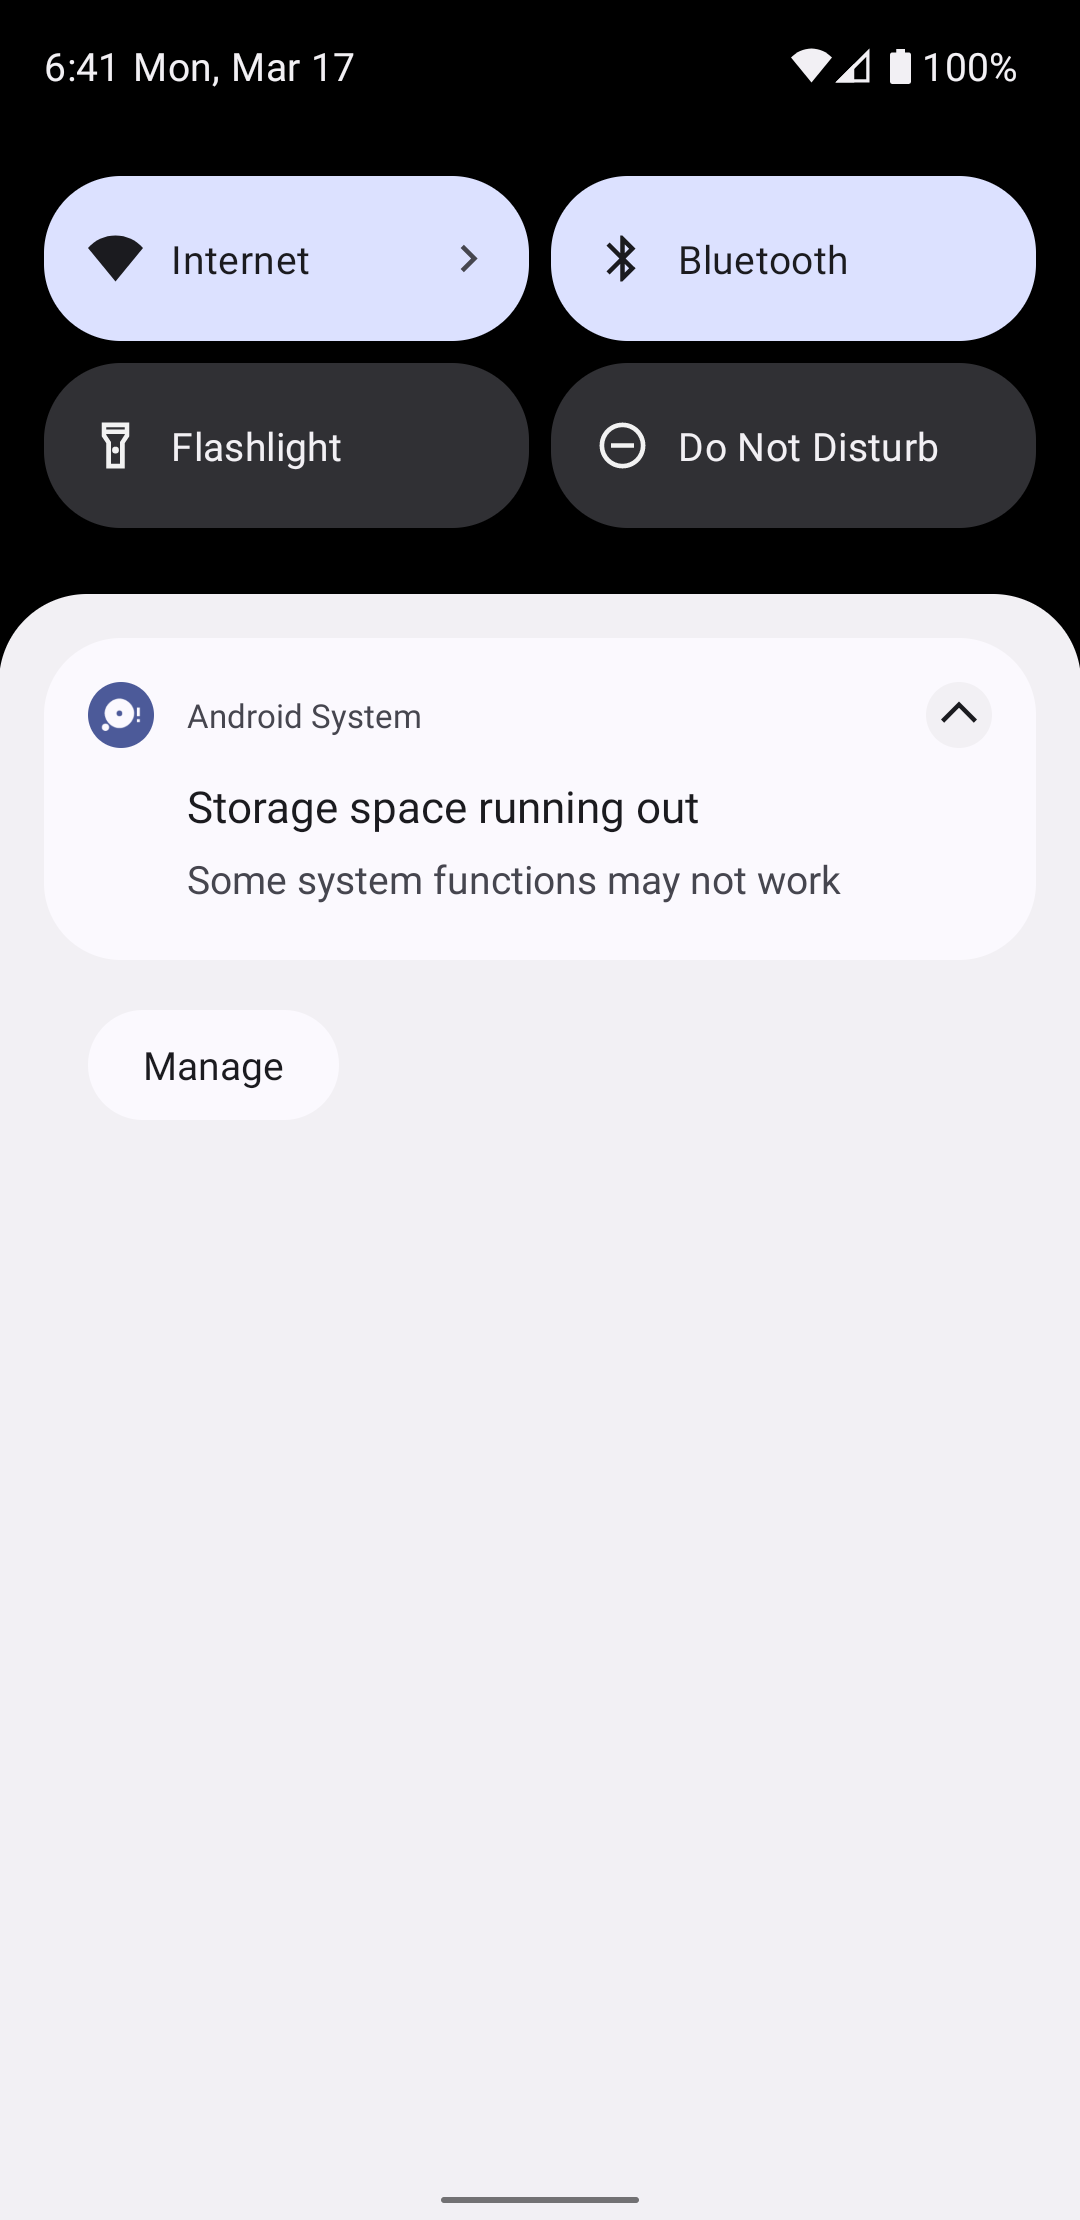 6:41 Mon, Mar 17
100%
Internet
Bluetooth
Flashlight
Do Not Disturb
Android System
Storage space running out
Some system functions may not work
Manage